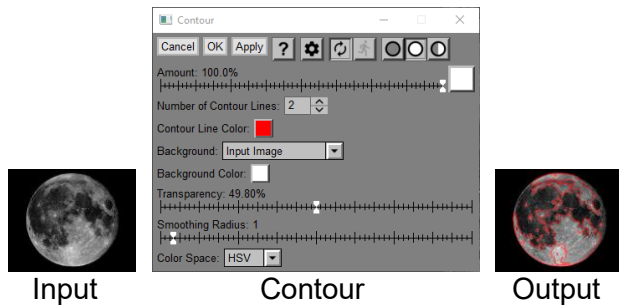 Contour
Cancel OK Apply ?
Amount: 100.0%
Number of Contour Lines: 2
Contour Line Color:
Background: Input Image
Background Color:
Transparency: 49.80%
Smoothing Radius: 1
Color Space: HSV
Input Contour Output